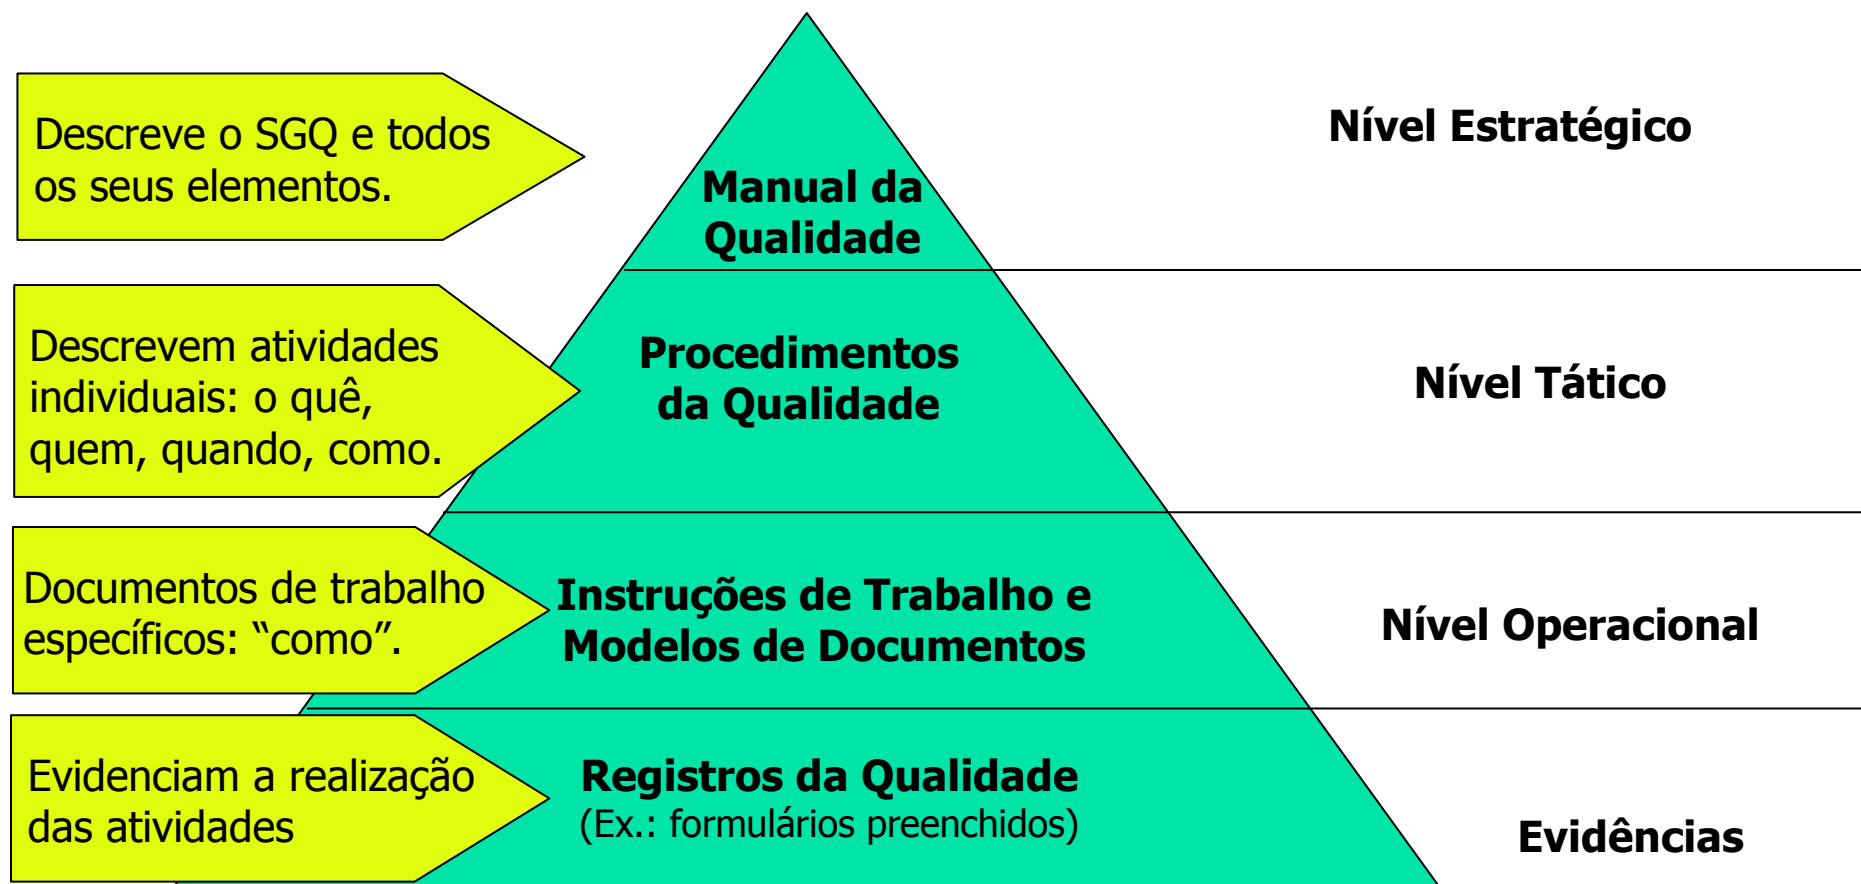 Descreve o SGQ e todos
os seus elementos.
Manual da
Qualidade
Nível Estratégico
Descrevem atividades
individuais: o quê,
quem, quando, como.
Procedimentos
da Qualidade
Nível Tático
Documentos de trabalho
específicos: “como”.
Instruções de Trabalho e
Modelos de Documentos
Nível Operacional
Evidenciam a realização
das atividades
Registros da Qualidade
(Ex.: formulários preenchidos)
Evidências